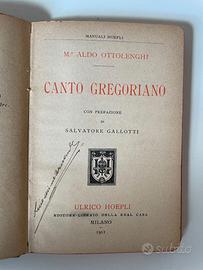 MANUALI HOEPLI
Mº ALDO OTTOLENGHI
CANTO GREGORIANO
CON PREFAZIONE
DI
SALVATORE GALLOTTI
ULRICO HOEPLI
EDITORE-LIBRAIO DELLA REAL CASA
MILANO
subito